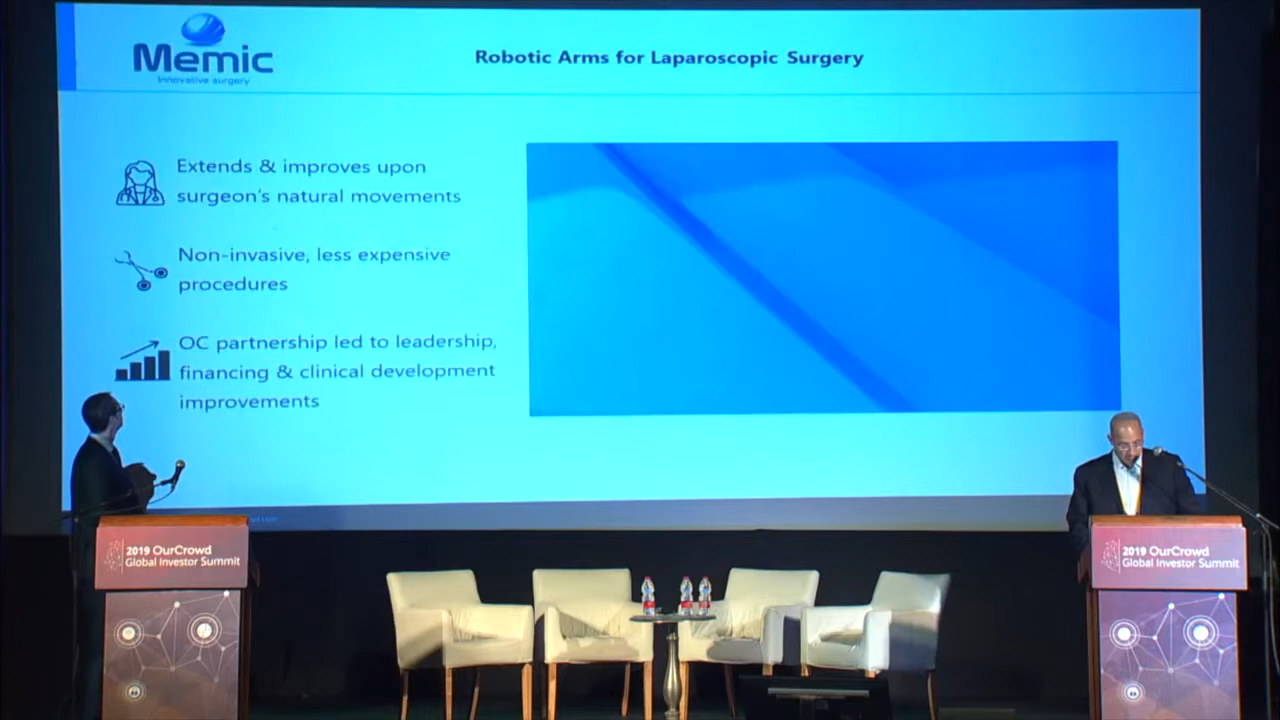 Memic
Innovative surgery
Robotic Arms for Laparoscopic Surgery
Extends & improves upon
surgeon's natural movements
Non-invasive, less expensive
procedures
OC partnership led to leadership,
financing & clinical development
improvements
2019 OurCrowd
Global Investor Summit
2019 OurCrowd
Global Investor Summit